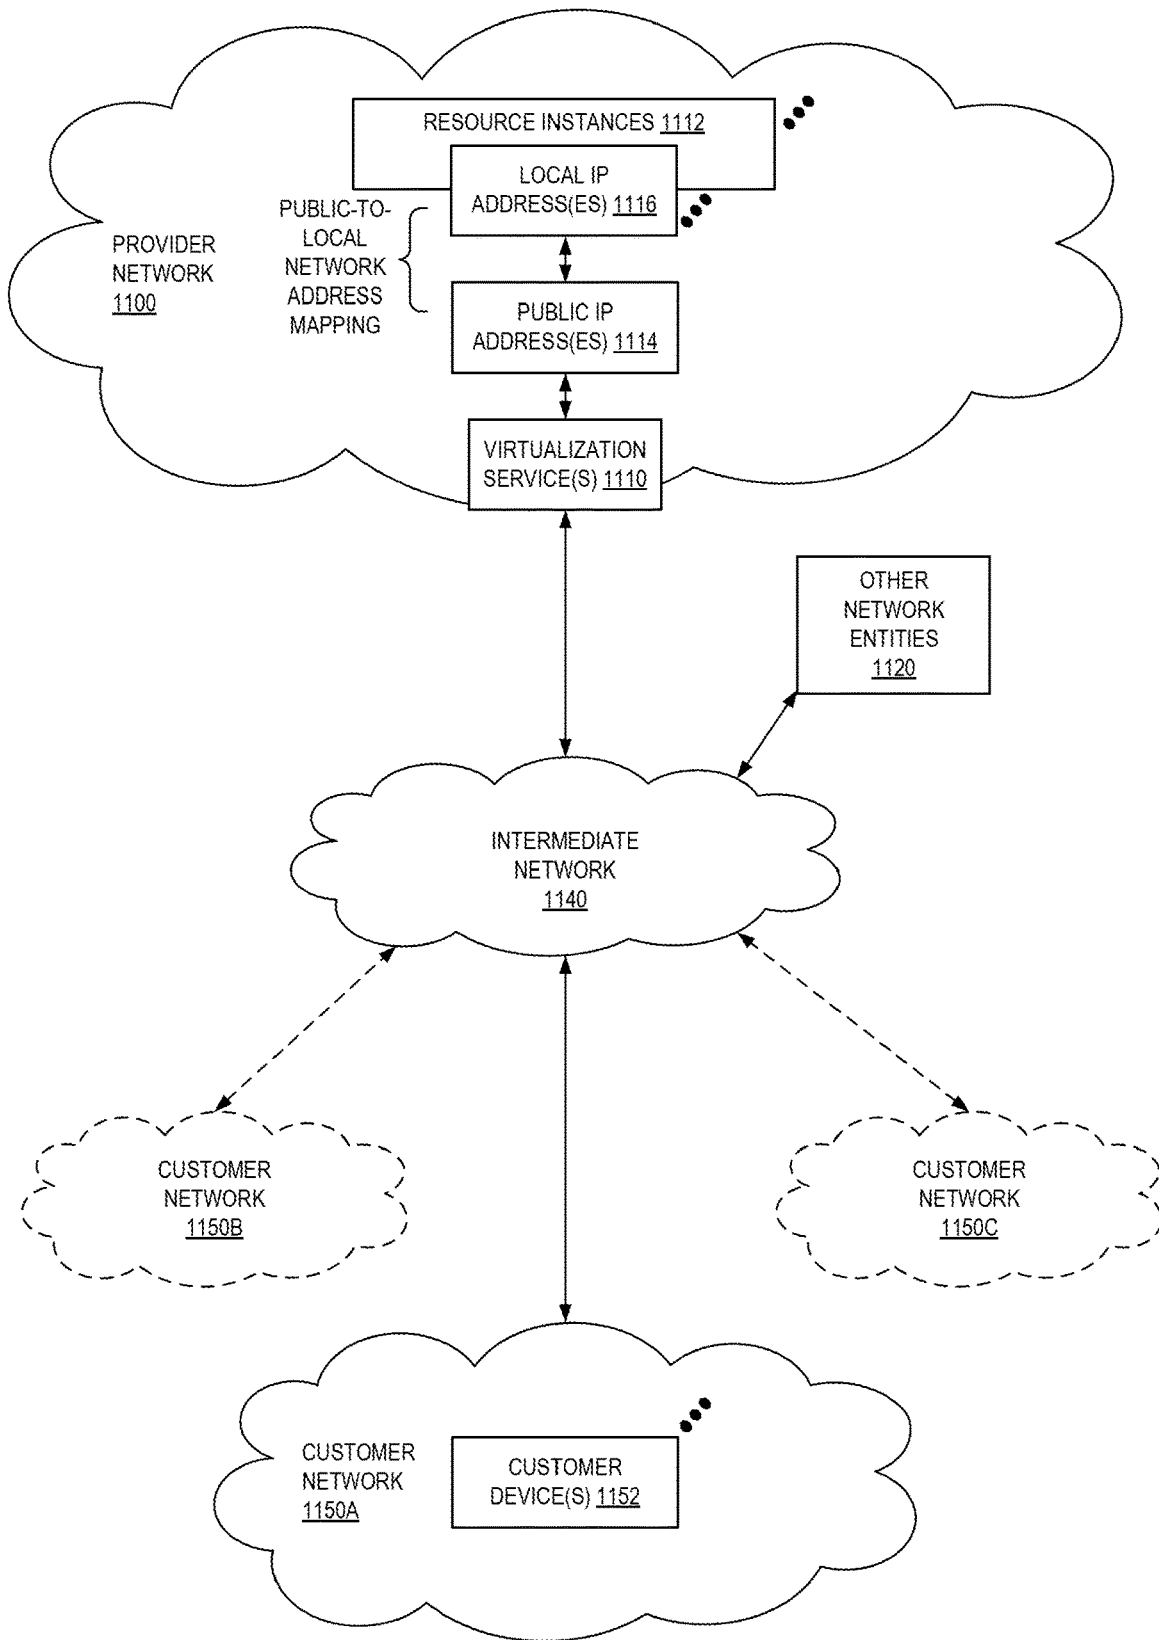 RESOURCE INSTANCES 1112
LOCAL IP
ADDRESS(ES) 1116
PUBLIC-TO-
LOCAL
NETWORK
ADDRESS
MAPPING
PROVIDER
NETWORK
1100
PUBLIC IP
ADDRESS(ES) 1114
VIRTUALIZATION
SERVICE(S) 1110
OTHER
NETWORK
ENTITIES
1120
INTERMEDIATE
NETWORK
1140
CUSTOMER
NETWORK
1150B
CUSTOMER
NETWORK
1150C
CUSTOMER
NETWORK
1150A
CUSTOMER
DEVICE(S) 1152